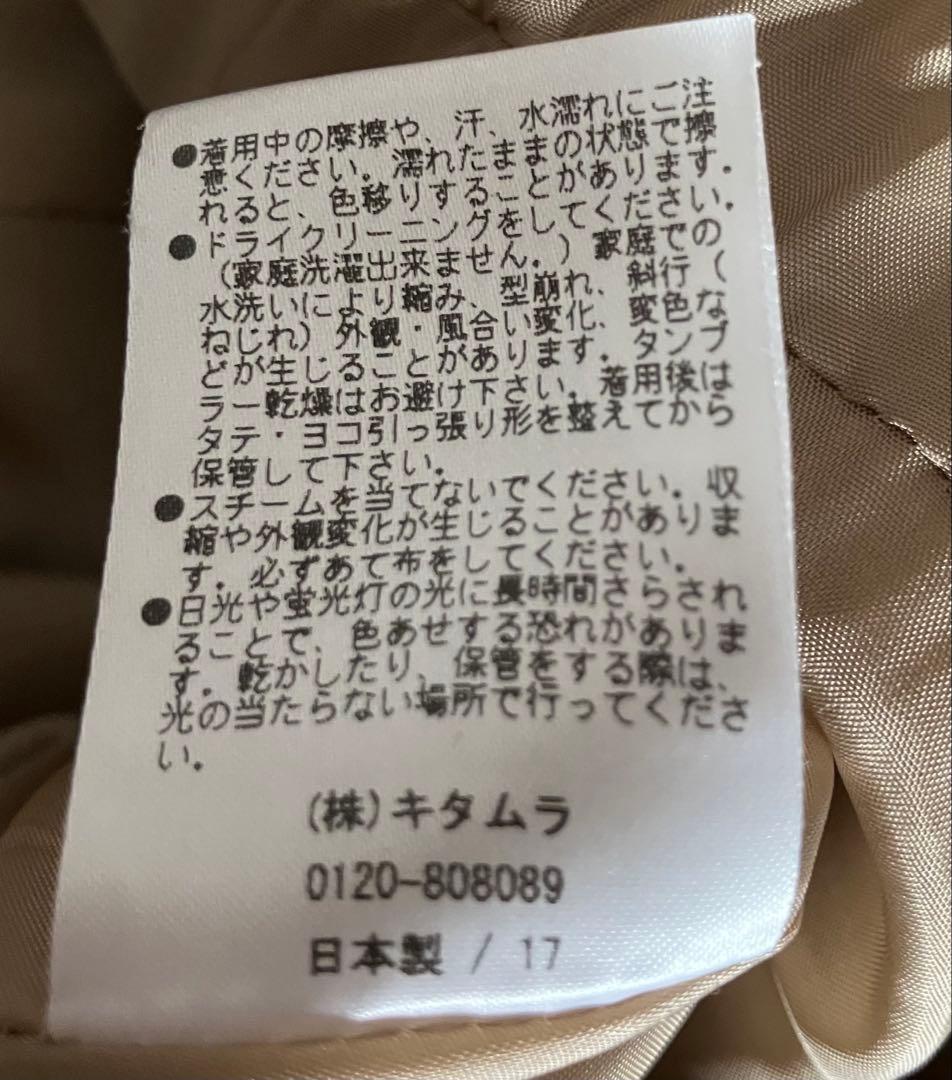 ●着用中の摩擦や、汗、水濡れにご注
意ください。濡れたままの状態で擦
れると、色移りすることがあります。
●ドライクリーニングをしてください。
(家庭洗濯出来ません。)家庭での
水洗いにより縮み、型崩れ、斜行(
ねじれ)外観・風合い変化、変色な
どが生じることがあります。タンブ
ラー乾燥はお避け下さい。着用後は
タテ・ヨコ引っ張り形を整えてから
保管して下さい。
●スチームを当てないでください。収
縮や外観変化が生じることがありま
す。必ずあて布をしてください。
●日光や蛍光灯の光に長時間さらされ
ることで、色あせする恐れがありま
す。乾かしたり、保管をする際は、
光の当たらない場所で行ってくださ
い。
(株)キタムラ
0120-808089
日本製 / 17